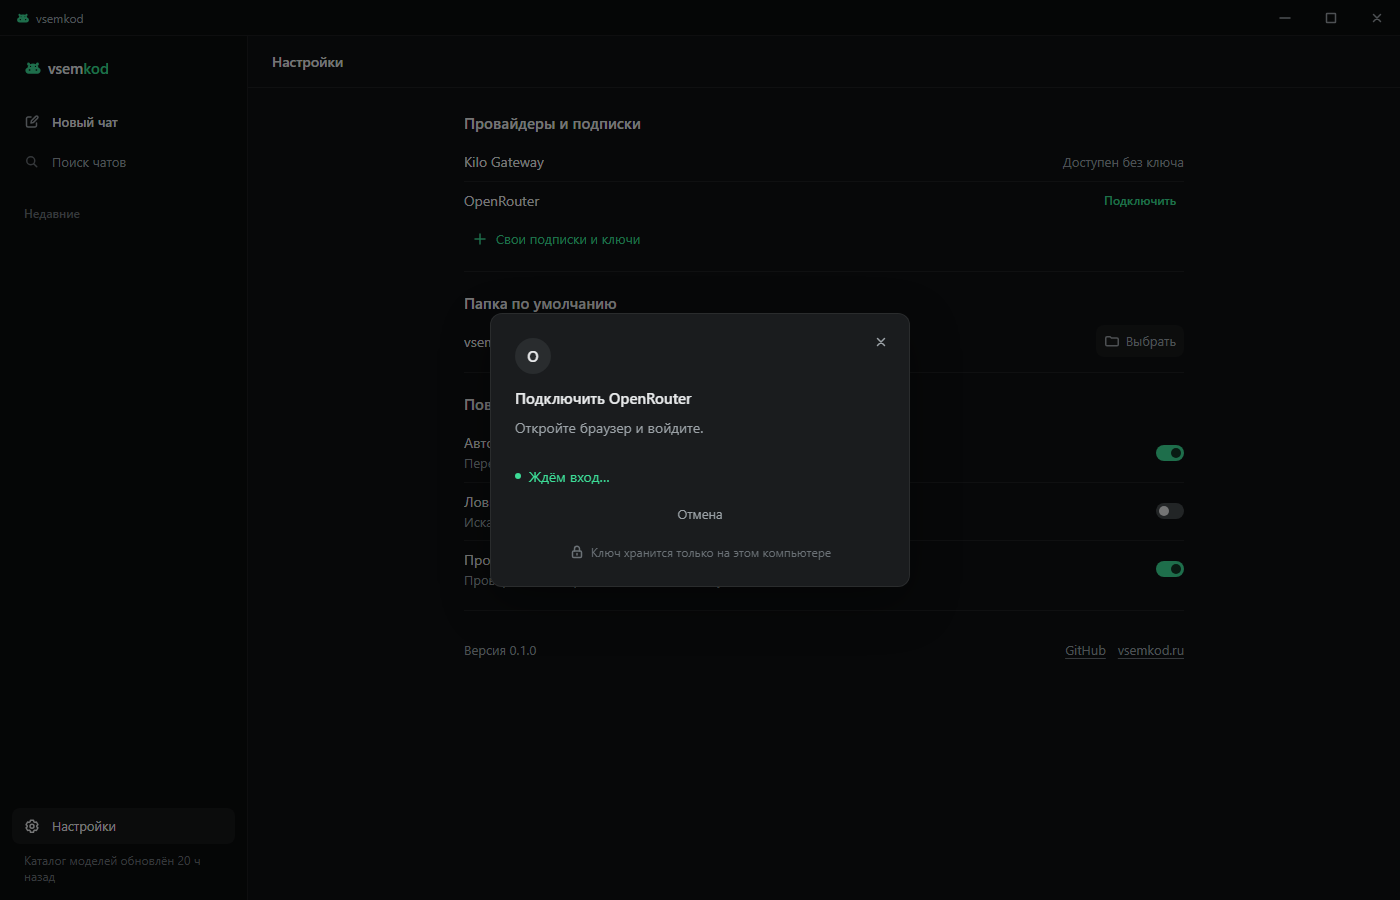 vsemkod
vsemkod
Новый чат
Поиск чатов
Недавние
Настройки
Каталог моделей обновлён 20 ч
назад
Настройки
Провайдеры и подписки
Kilo Gateway
Доступен без ключа
OpenRouter
Подключить
Свои подписки и ключи
Папка по умолчанию
Выбрать
O
Подключить OpenRouter
Откройте браузер и войдите.
Ждём вход...
Отмена
Ключ хранится только на этом компьютере
Версия 0.1.0
GitHub
vsemkod.ru